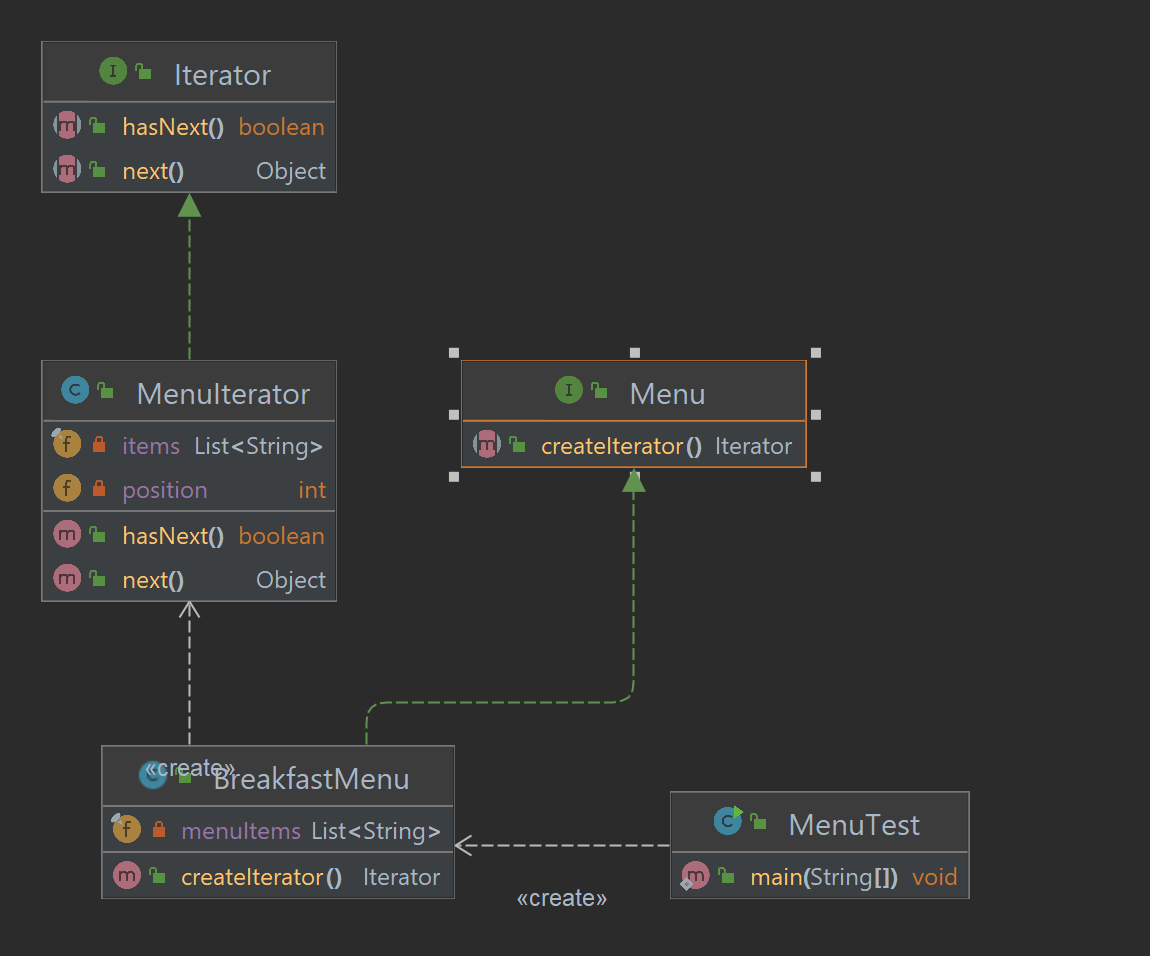 Iterator
hasNext() boolean
next() Object
MenuIterator
items List<String>
position int
hasNext() boolean
next() Object
Menu
createIterator() Iterator
«create»
BreakfastMenu
menuItems List<String>
createIterator() Iterator
«create»
MenuTest
main(String[]) void